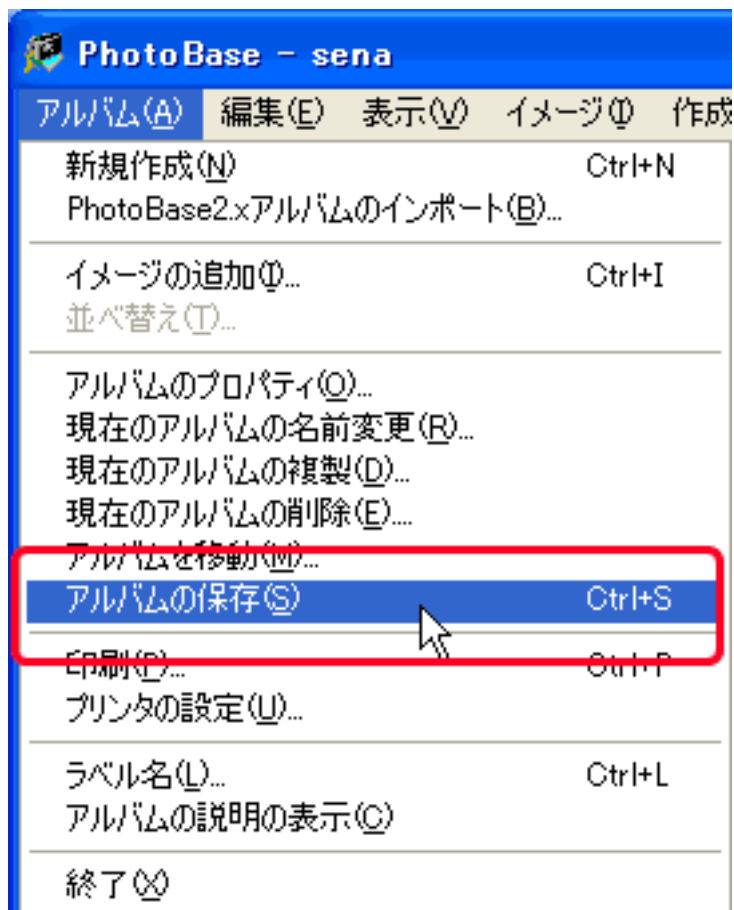 PhotoBase - sena
アルバム(A) 編集(E) 表示(V) イメージ(I) 作成
新規作成(N) Ctrl+N
PhotoBase2.xアルバムのインポート(B)...
イメージの追加(I)... Ctrl+I
並べ替え(T)...
アルバムのプロパティ(O)...
現在のアルバムの名前変更(R)...
現在のアルバムの複製(D)...
現在のアルバムの削除(E)....
アルバムを移動(M)...
アルバムの保存(S) Ctrl+S
印刷(P)... Ctrl+P
プリンタの設定(U)...
ラベル名(L)... Ctrl+L
アルバムの説明の表示(C)
終了(X)